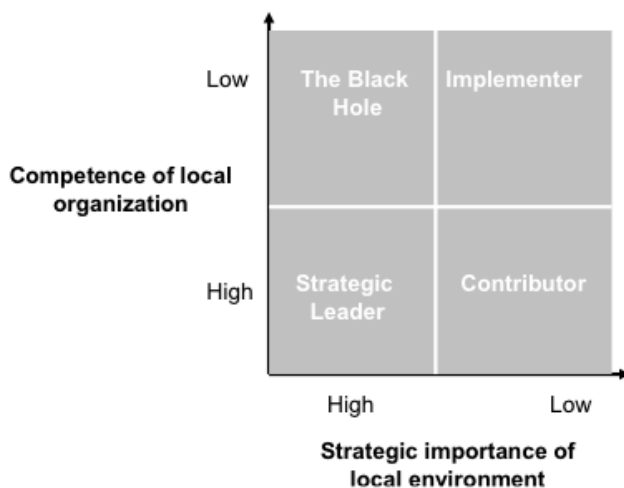 Low
The Black
Hole
Implementer
Competence of local
organization
High
Strategic
Leader
Contributor
High
Low
Strategic importance of
local environment